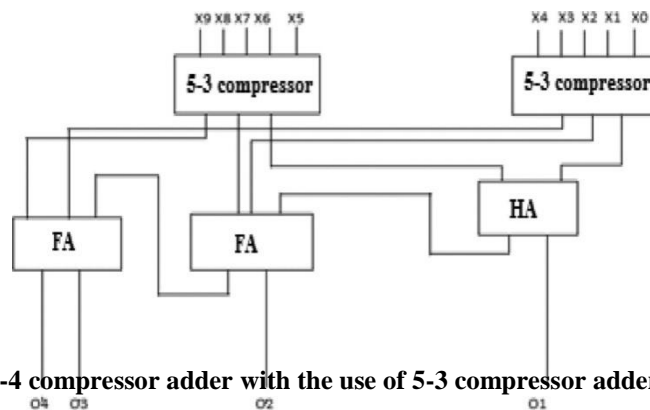 X9 X8 X7 X6 X5
X4 X3 X2 X1 X0
5-3 compressor
5-3 compressor
HA
FA
FA
-4 compressor adder with the use of 5-3 compressor adder
O4 O3 O2 O1